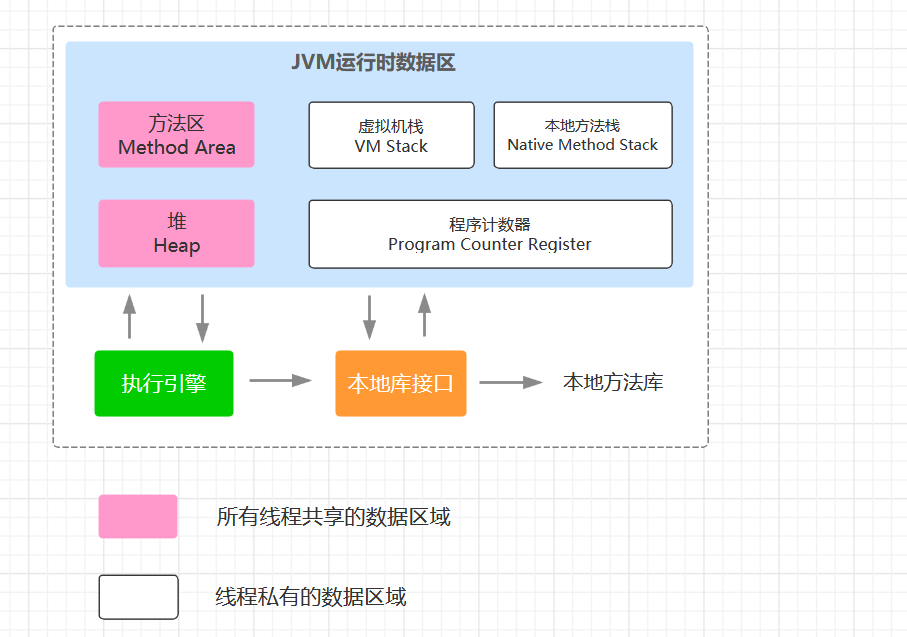 JVM运行时数据区
方法区
Method Area
虚拟机栈
VM Stack
本地方法栈
Native Method Stack
堆
Heap
程序计数器
Program Counter Register
执行引擎
本地库接口
本地方法库
所有线程共享的数据区域
线程私有的数据区域